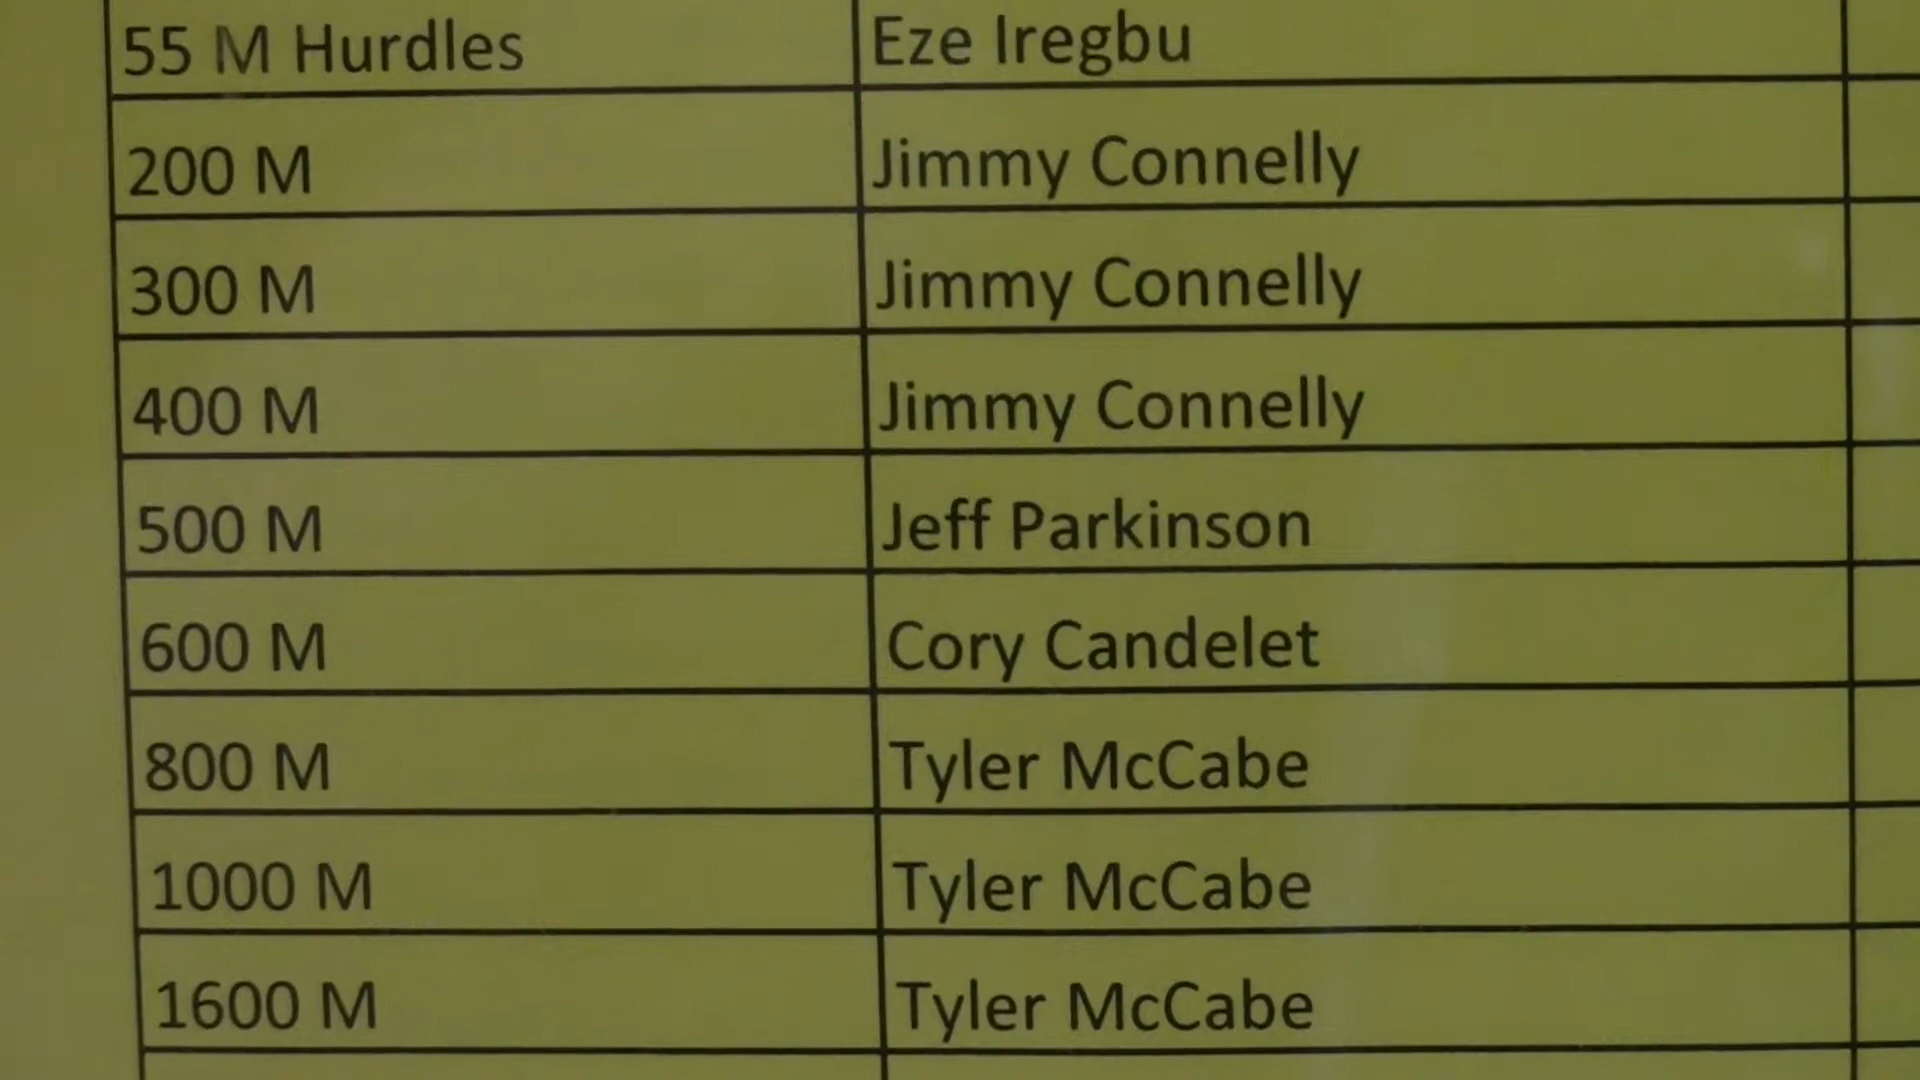 55 M Hurdles Eze Iregbu
200 M Jimmy Connelly
300 M Jimmy Connelly
400 M Jimmy Connelly
500 M Jeff Parkinson
600 M Cory Candelet
800 M Tyler McCabe
1000 M Tyler McCabe
1600 M Tyler McCabe